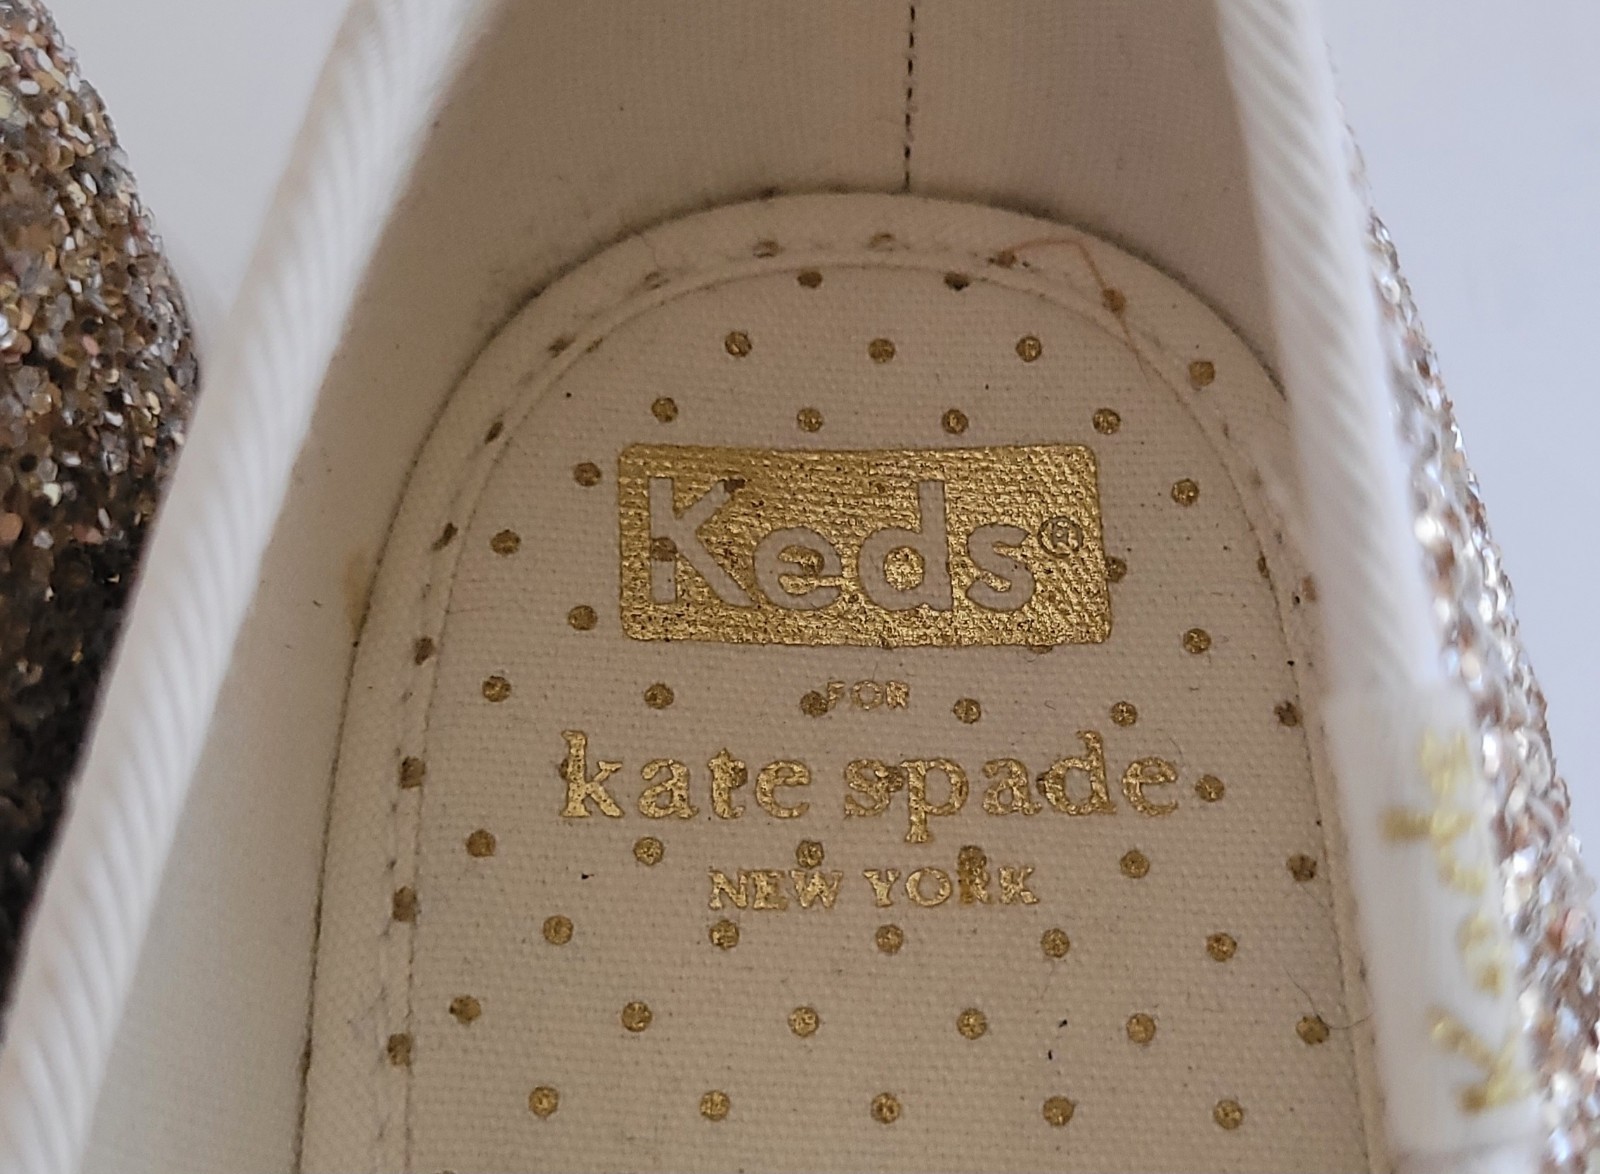 Keds®
FOR
kate spade
NEW YORK